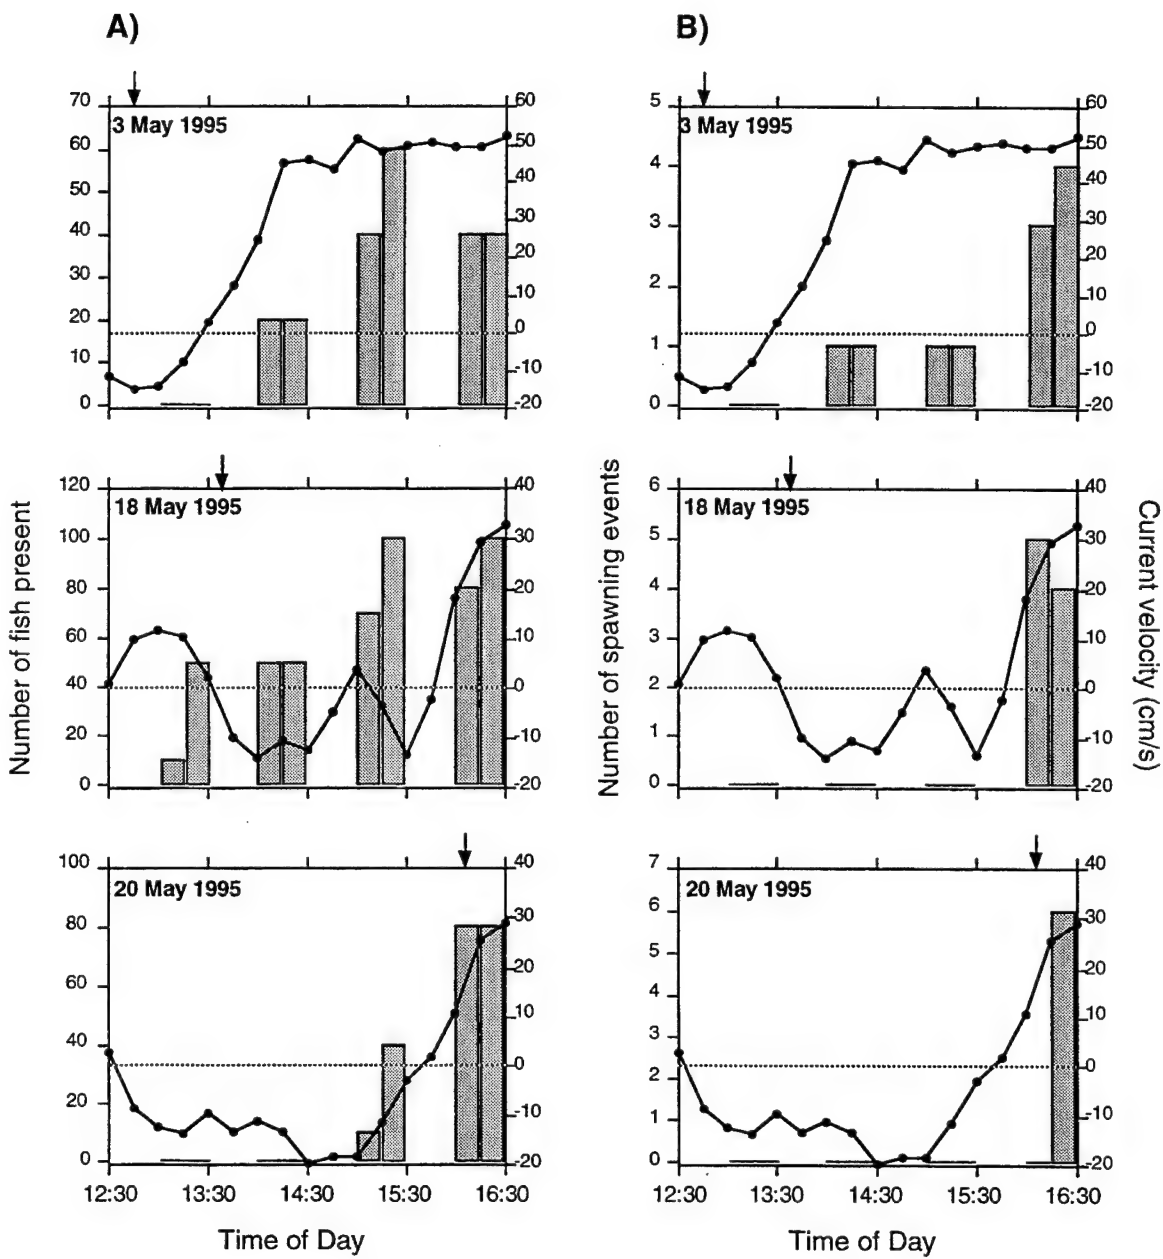 A) B)
70 60 5 60
3 May 1995 3 May 1995
60 50 50
50 40 4 40
40 30 3 30
30 20 2 20
20 10 10
10 0 1 0
-10 -10
0 -20 0 -20
120 40 6 40
18 May 1995 18 May 1995
100 30 5 30
80 20 4 20
60 10 3 10
40 0 2 0
20 -10 1 -10
0 -20 0 -20
Number of fish present
Number of spawning events
Current velocity (cm/s)
100 40 7 40
20 May 1995 20 May 1995
80 30 6 30
60 20 5 20
4
40 10 3 10
0 2 0
20 -10 1 -10
0 -20 0 -20
12:30 13:30 14:30 15:30 16:30 12:30 13:30 14:30 15:30 16:30
Time of Day Time of Day